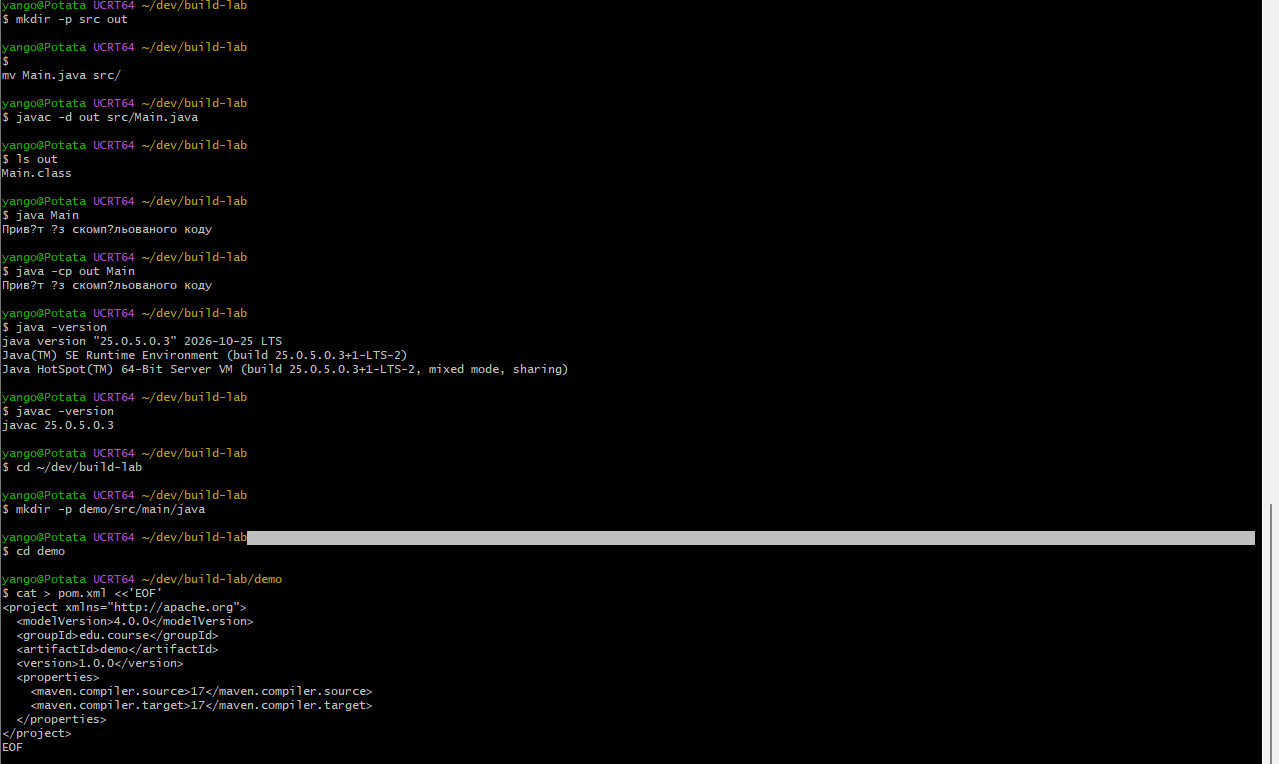 yango@Potata UCRT64 ~/dev/build-lab
$ mkdir -p src out
yango@Potata UCRT64 ~/dev/build-lab
$
mv Main.java src/
yango@Potata UCRT64 ~/dev/build-lab
$ javac -d out src/Main.java
yango@Potata UCRT64 ~/dev/build-lab
$ ls out
Main.class
yango@Potata UCRT64 ~/dev/build-lab
$ java Main
Прив?т ?з скомп?льованого коду
yango@Potata UCRT64 ~/dev/build-lab
$ java -cp out Main
Прив?т ?з скомп?льованого коду
yango@Potata UCRT64 ~/dev/build-lab
$ java -version
java version "25.0.5.0.3" 2026-10-25 LTS
Java(TM) SE Runtime Environment (build 25.0.5.0.3+1-LTS-2)
Java HotSpot(TM) 64-Bit Server VM (build 25.0.5.0.3+1-LTS-2, mixed mode, sharing)
yango@Potata UCRT64 ~/dev/build-lab
$ javac -version
javac 25.0.5.0.3
yango@Potata UCRT64 ~/dev/build-lab
$ cd ~/dev/build-lab
yango@Potata UCRT64 ~/dev/build-lab
$ mkdir -p demo/src/main/java
yango@Potata UCRT64 ~/dev/build-lab
$ cd demo
yango@Potata UCRT64 ~/dev/build-lab/demo
$ cat > pom.xml <<'EOF'
<project xmlns="http://apache.org">
  <modelVersion>4.0.0</modelVersion>
  <groupId>edu.course</groupId>
  <artifactId>demo</artifactId>
  <version>1.0.0</version>
  <properties>
    <maven.compiler.source>17</maven.compiler.source>
    <maven.compiler.target>17</maven.compiler.target>
  </properties>
</project>
EOF